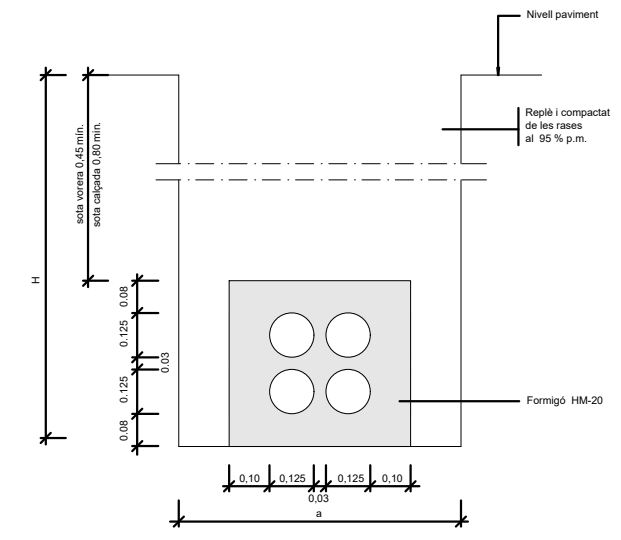 Nivell paviment
Replè i compactat
de les rases
al 95 % p.m.
sota vorera 0,45 mín.
sota calçada 0,80 mín.
H
0.08
0.125
0.03
0.125
0.08
Formigó HM-20
0,10 0,125 0,125 0,10
0,03
a